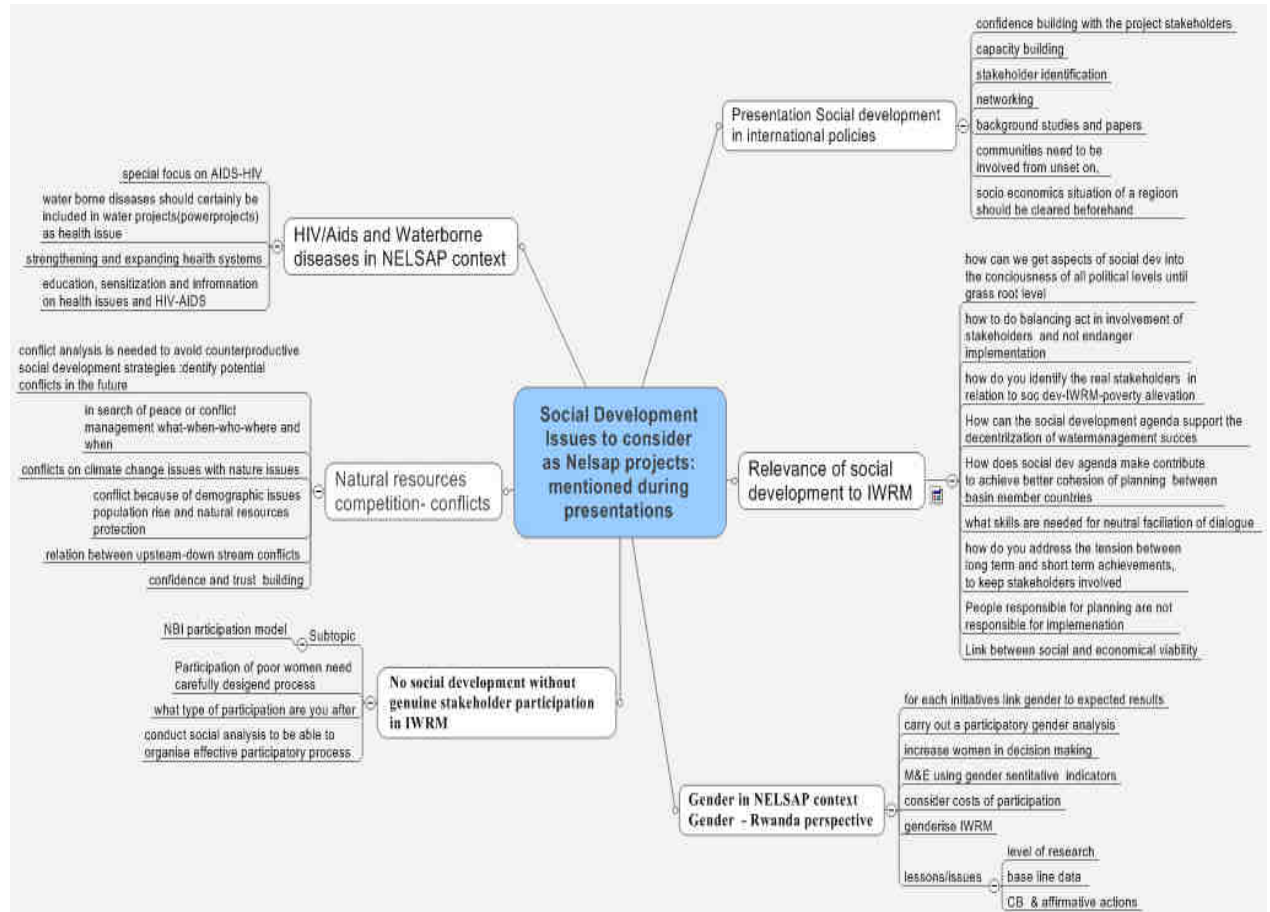 Social Development
Issues to consider
as Nelsap projects:
mentioned during
presentations
Presentation Social development
in international policies
confidence building with the project stakeholders
capacity building
stakeholder identification
networking
background studies and papers
communities need to be
involved from unset on,
socio economics situation of a regioon
should be cleared beforehand
Relevance of social
development to IWRM
how can we get aspects of social dev into
the conciousness of all political levels until
grass root level
how to do balancing act in involvement of
stakeholders and not endanger
implementation
how do you identify the real stakeholders in
relation to soc dev-IWRM-poverty allevation
How can the social development agenda support the
decentrilzation of watermanagement succes
How does social dev agenda make contribute
to achieve better cohesion of planning between
basin member countries
what skills are needed for neutral faciliation of dialogue
how do you address the tension between
long term and short term achievements,
to keep stakeholders involved
People responsible for planning are not
responsible for implemenation
Link between social and economical viability
Gender in NELSAP context
Gender - Rwanda perspective
for each initiatives link gender to expected results
carry out a participatory gender analysis
increase women in decision making
M&E using gender sentitative indicators
consider costs of participation
genderise IWRM
lessons/issues
level of research
base line data
CB & affirmative actions
No social development without
genuine stakeholder participation
in IWRM
Subtopic
NBI participation model
Participation of poor women need
carefully desigend process
what type of participation are you after
conduct social analysis to be able to
organise effective participatory process
Natural resources
competition- conflicts
conflict analysis is needed to avoid counterproductive
social development strategies :dentify potential
conflicts in the future
in search of peace or conflict
management what-when-who-where and
when
conflicts on climate change issues with nature issues
conflict because of demographic issues
population rise and natural resources
protection
relation between upsteam-down stream conflicts
confidence and trust building
HIV/Aids and Waterborne
diseases in NELSAP context
special focus on AIDS-HIV
water borne diseases should certainly be
included in water projects(powerprojects)
as health issue
strengthening and expanding health systems
education, sensitization and infromnation
on health issues and HIV-AIDS